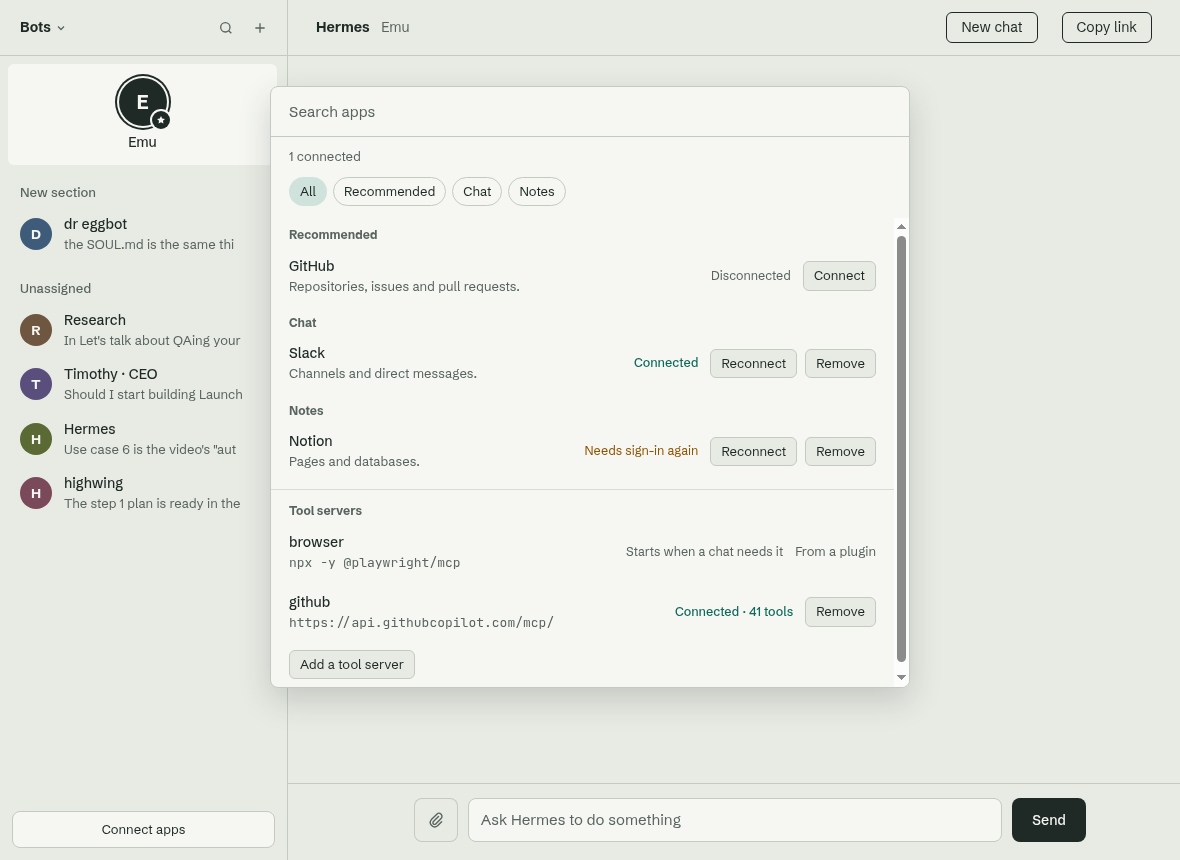 Bots
Hermes Emu
New chat
Copy link
E
Emu
New section
D
dr eggbot
the SOUL.md is the same thi
Unassigned
R
Research
In Let's talk about QAing your
T
Timothy · CEO
Should I start building Launch
H
Hermes
Use case 6 is the video's "aut
H
highwing
The step 1 plan is ready in the
Connect apps
Search apps
1 connected
All
Recommended
Chat
Notes
Recommended
GitHub
Repositories, issues and pull requests.
Disconnected
Connect
Chat
Slack
Channels and direct messages.
Connected
Reconnect
Remove
Notes
Notion
Pages and databases.
Needs sign-in again
Reconnect
Remove
Tool servers
browser
npx -y @playwright/mcp
Starts when a chat needs it
From a plugin
github
https://api.githubcopilot.com/mcp/
Connected · 41 tools
Remove
Add a tool server
Ask Hermes to do something
Send